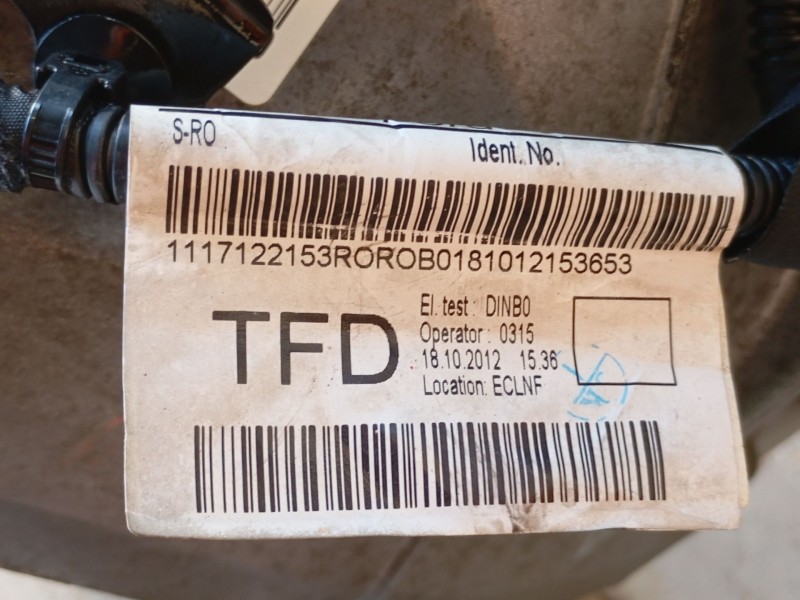 S-RO
Ident. No.
1117122153ROROB0181012153653
TFD
El. test : DINB0
Operator : 0315
18.10.2012 15.36
Location: ECLNF